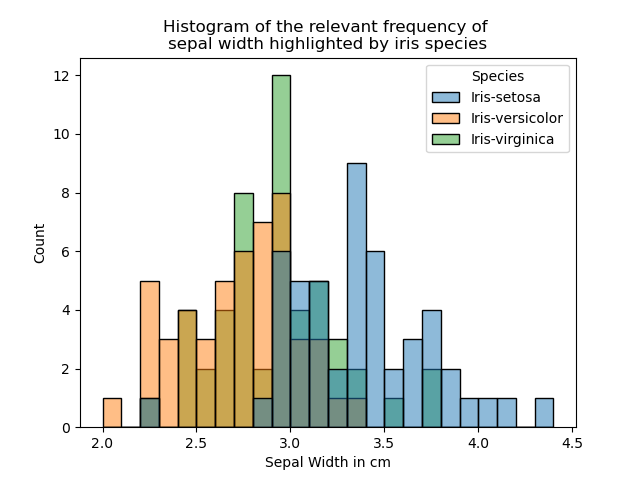 Histogram of the relevant frequency of
sepal width highlighted by iris species
Species
Iris-setosa
Iris-versicolor
Iris-virginica
Count
12
10
8
6
4
2
0
2.0 2.5 3.0 3.5 4.0 4.5
Sepal Width in cm